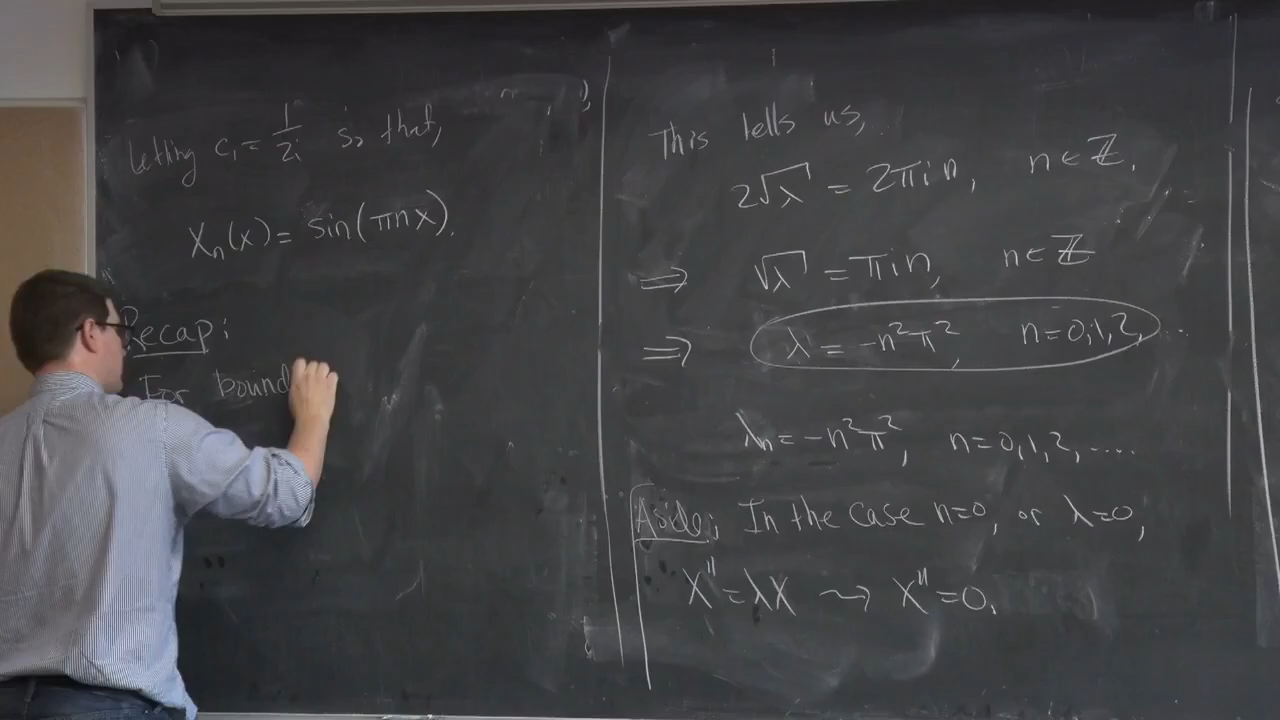 Letting c₁ = 1/2i so that,
Xₙ(x) = sin(πnx).
Recap:
For bound
This tells us,
2√λ = 2πin, n ∈ ℤ.
⟹ √λ = πin, n ∈ ℤ
⟹ λ = -n²π², n=0,1,2,...
λₙ = -n²π², n=0,1,2,....
Aside: In the case n=0, or λ=0,
X'' = λX ⤳ X'' = 0.